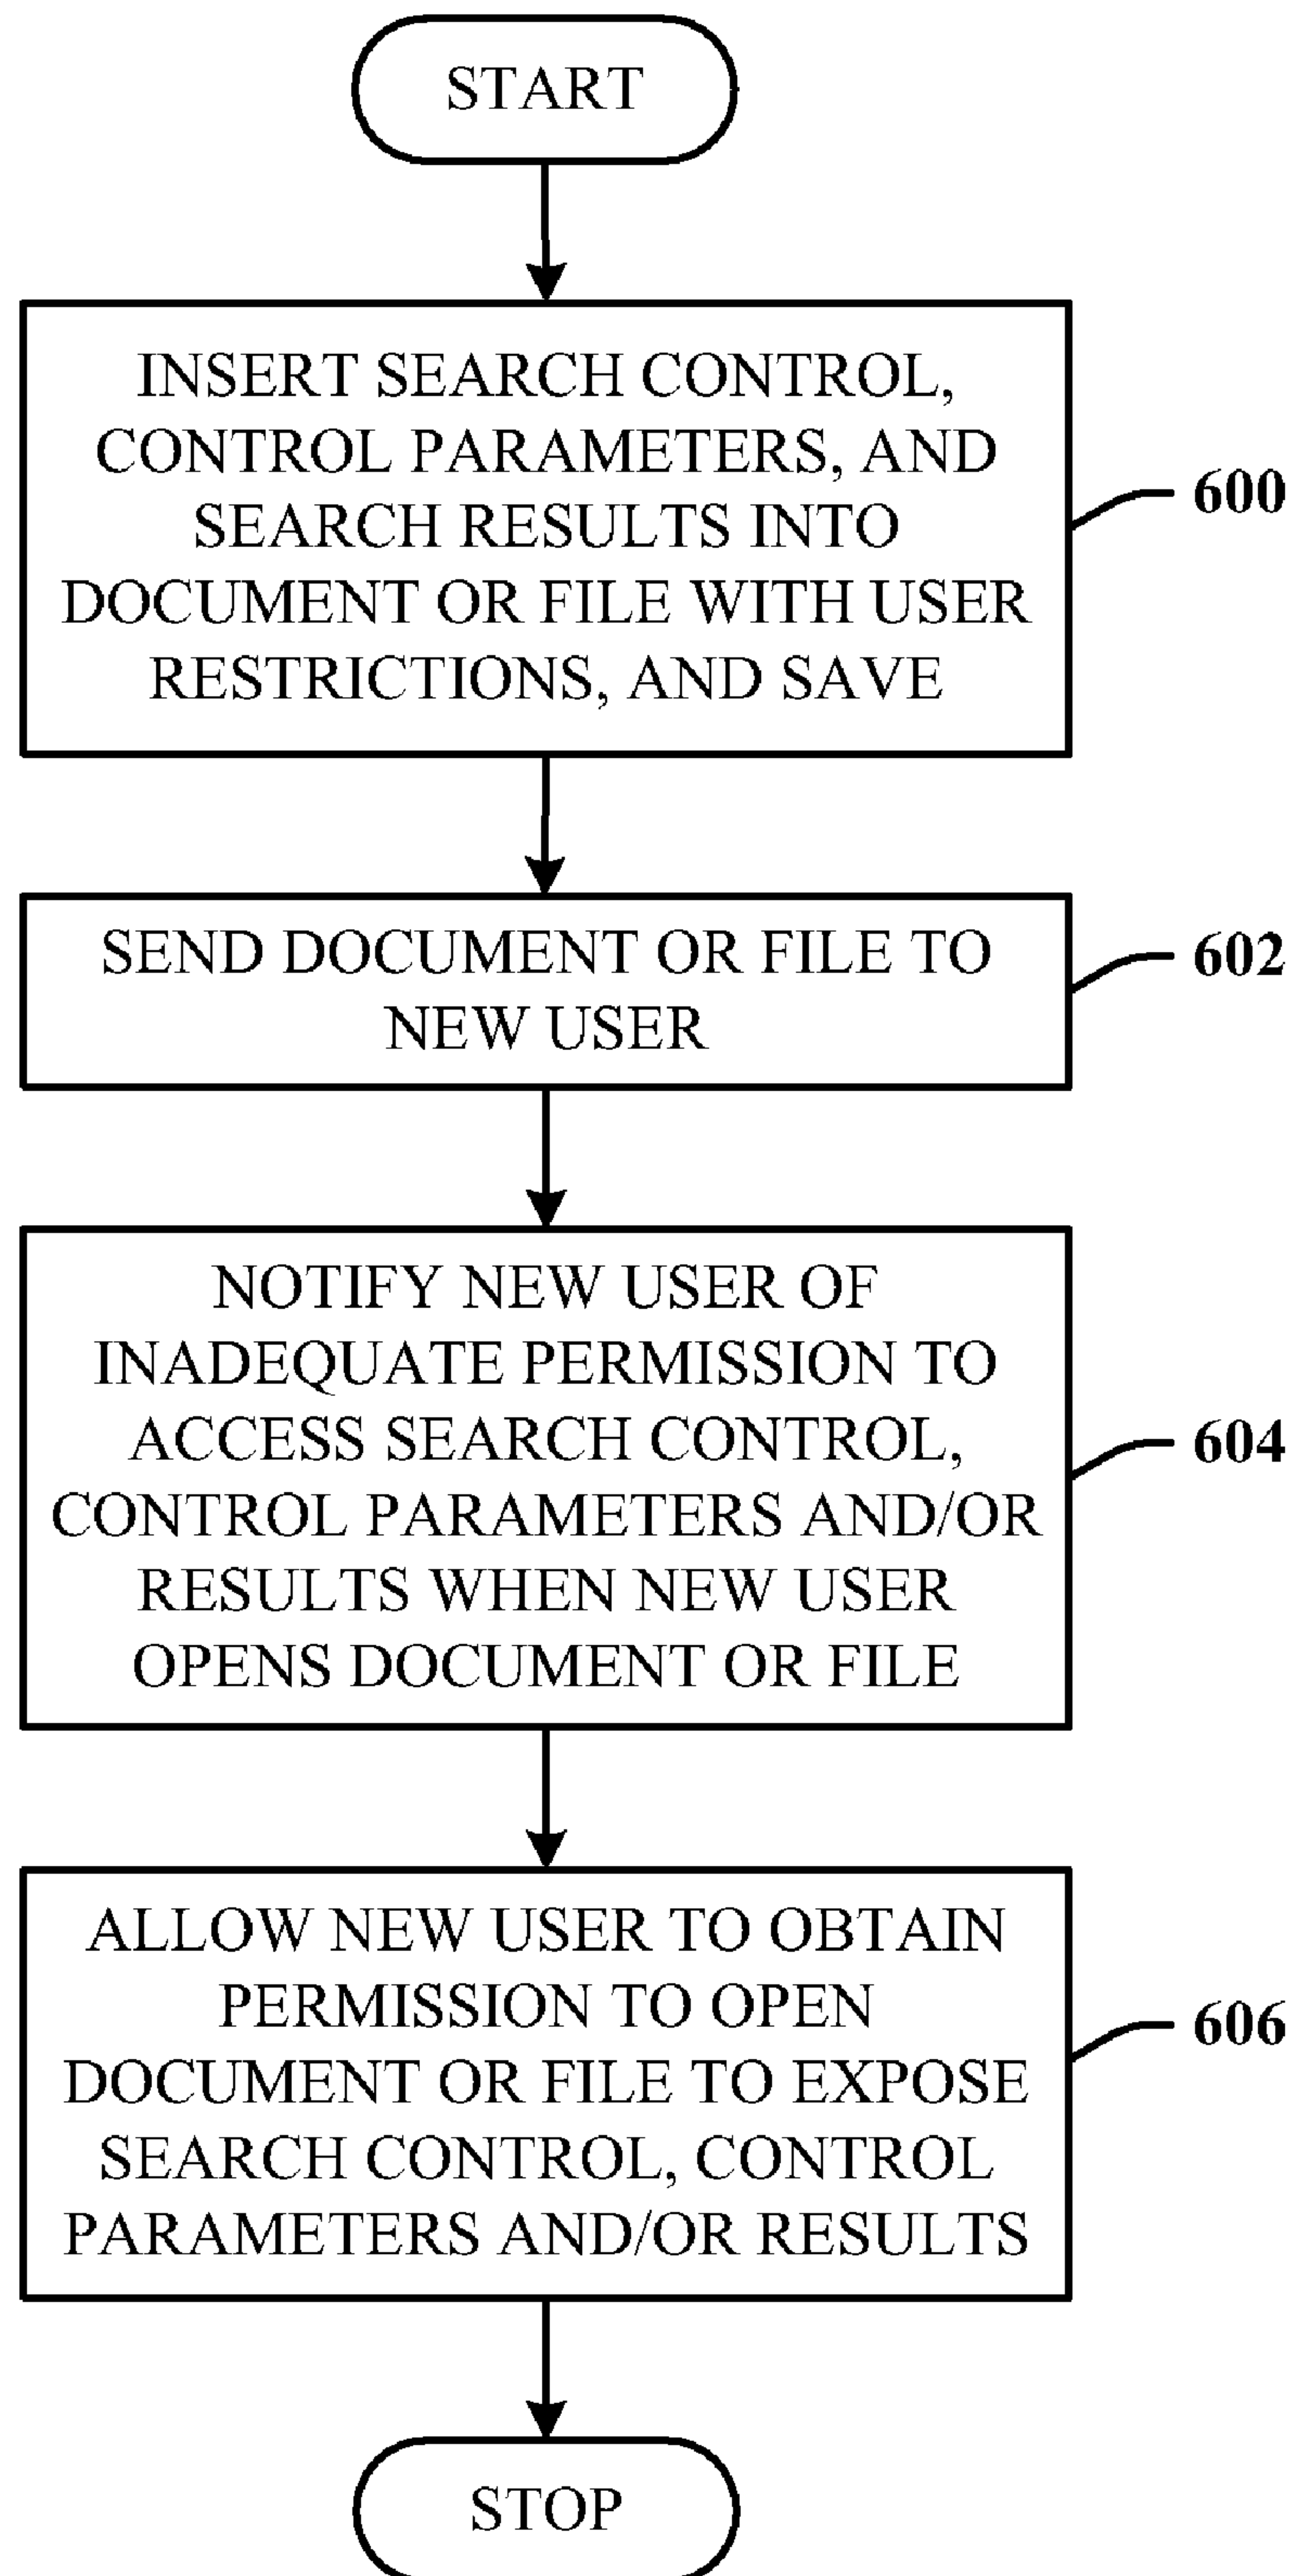 START
INSERT SEARCH CONTROL,
CONTROL PARAMETERS, AND
SEARCH RESULTS INTO
DOCUMENT OR FILE WITH USER
RESTRICTIONS, AND SAVE
600
SEND DOCUMENT OR FILE TO
NEW USER
602
NOTIFY NEW USER OF
INADEQUATE PERMISSION TO
ACCESS SEARCH CONTROL,
CONTROL PARAMETERS AND/OR
RESULTS WHEN NEW USER
OPENS DOCUMENT OR FILE
604
ALLOW NEW USER TO OBTAIN
PERMISSION TO OPEN
DOCUMENT OR FILE TO EXPOSE
SEARCH CONTROL, CONTROL
PARAMETERS AND/OR RESULTS
606
STOP